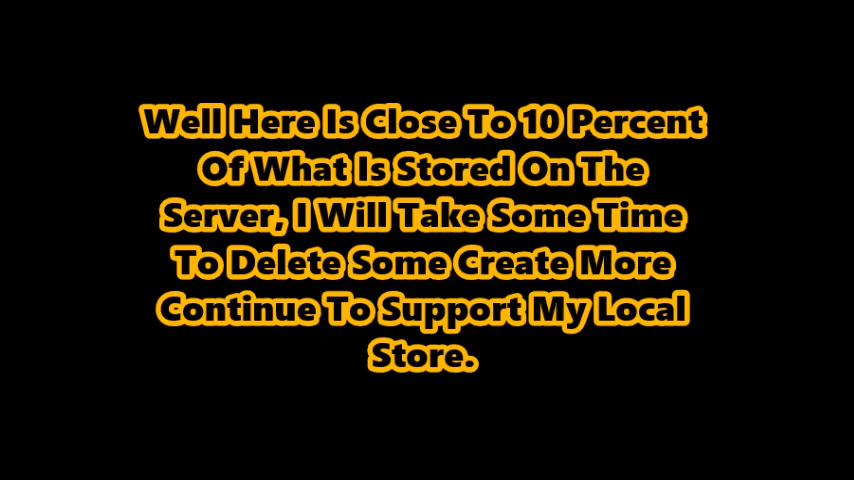 Well Here Is Close To 10 Percent
Of What Is Stored On The
Server, I Will Take Some Time
To Delete Some Create More
Continue To Support My Local
Store.